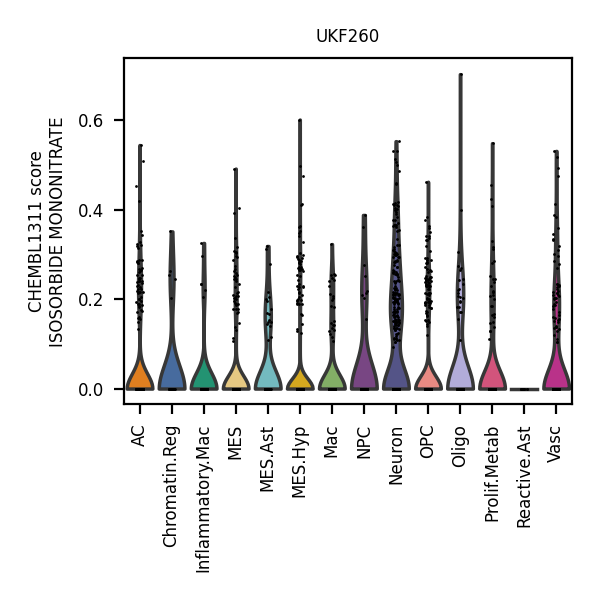 UKF260
CHEMBL1311 score
ISOSORBIDE MONONITRATE
0.6
0.4
0.2
0.0
AC
Chromatin.Reg
Inflammatory.Mac
MES
MES.Ast
MES.Hyp
Mac
NPC
Neuron
OPC
Oligo
Prolif.Metab
Reactive.Ast
Vasc